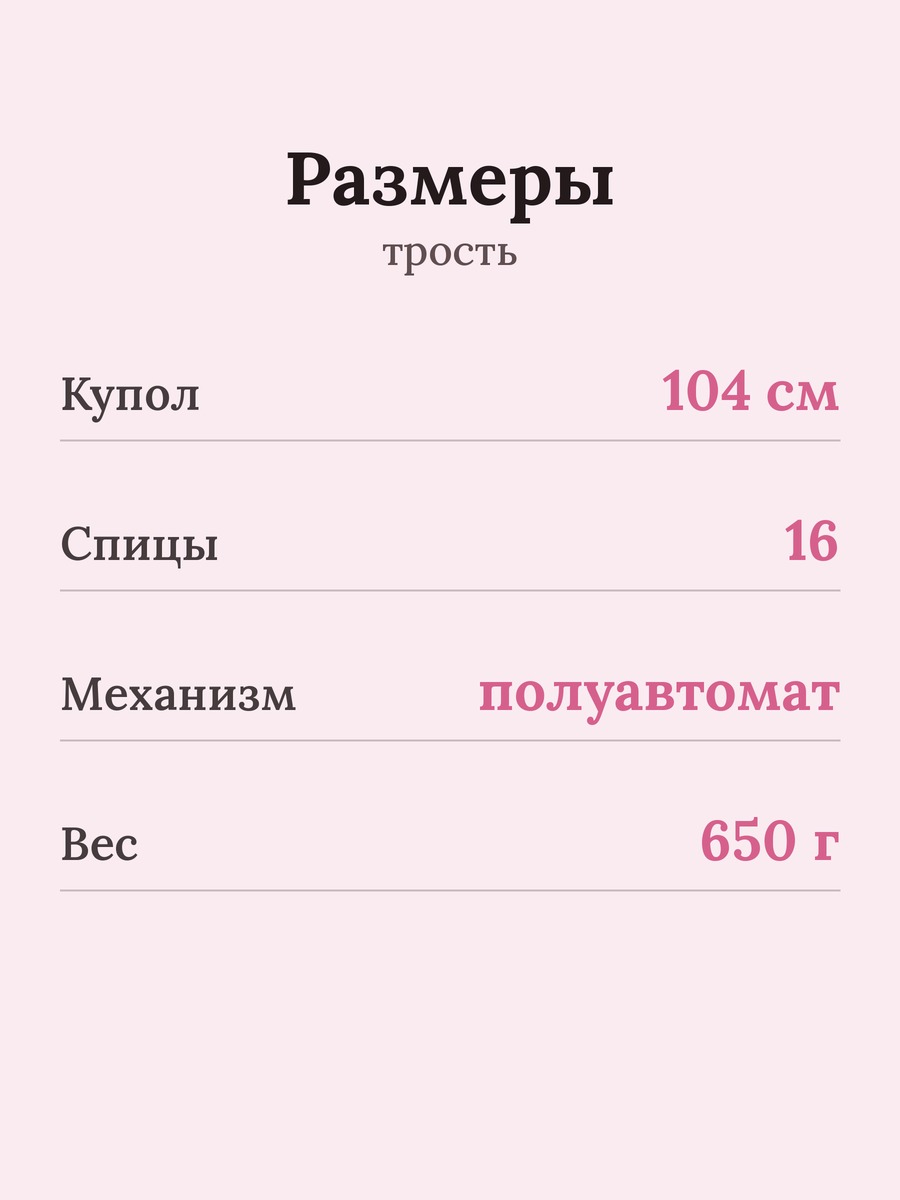 Размеры
трость
Купол 104 см
Спицы 16
Механизм полуавтомат
Вес 650 г